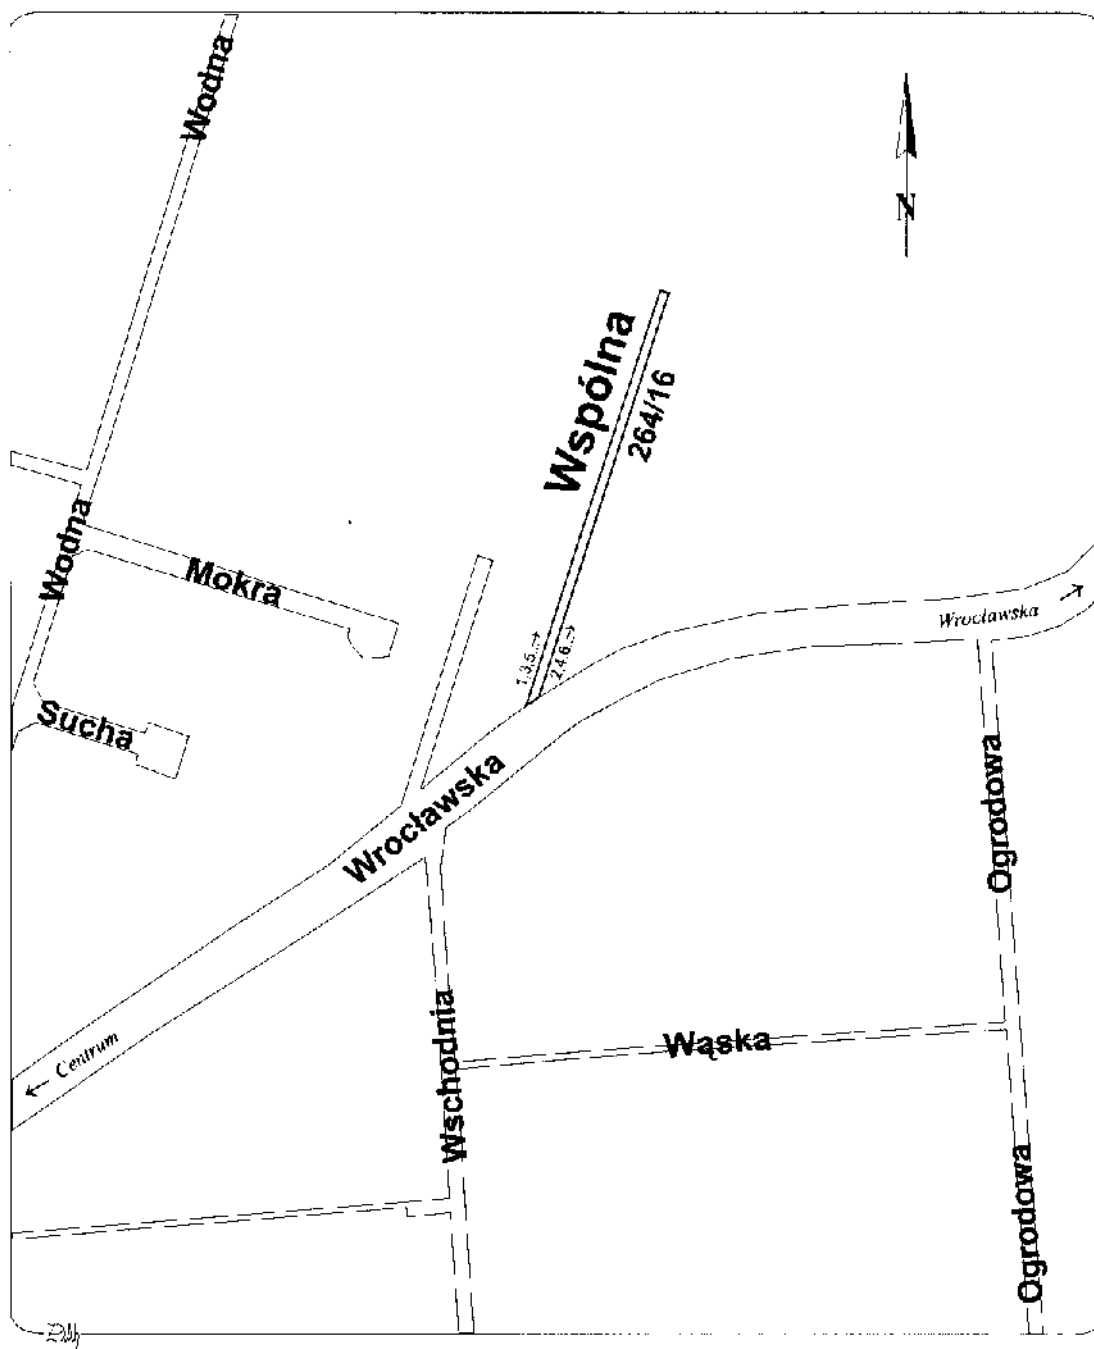 Wodna
N
Wspólna
264/16
Wodna
Mokra
1,3,5...→
2,4,6...→
Wrocławska →
Sucha
Wrocławska
Ogrodowa
Wschodnia
Wąska
← Centrum
Ogrodowa